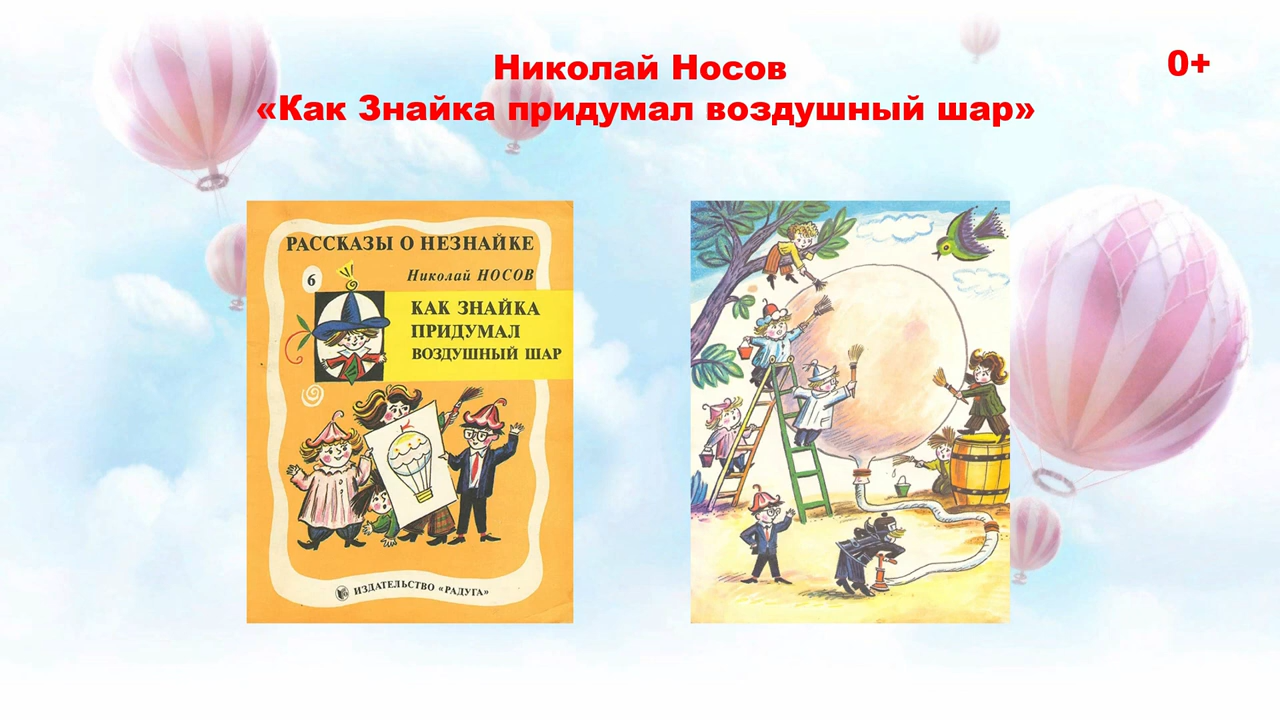 Николай Носов
«Как Знайка придумал воздушный шар»
0+
РАССКАЗЫ О НЕЗНАЙКЕ
Николай НОСОВ
6
КАК ЗНАЙКА
ПРИДУМАЛ
ВОЗДУШНЫЙ ШАР
ИЗДАТЕЛЬСТВО «РАДУГА»